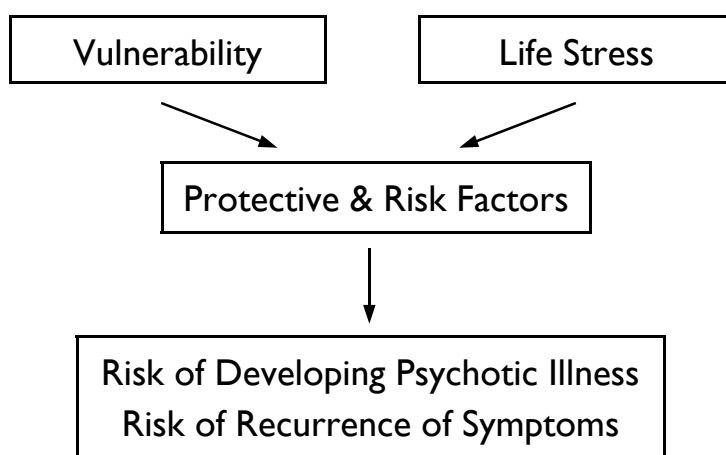 Vulnerability
Life Stress
Protective & Risk Factors
Risk of Developing Psychotic Illness
Risk of Recurrence of Symptoms